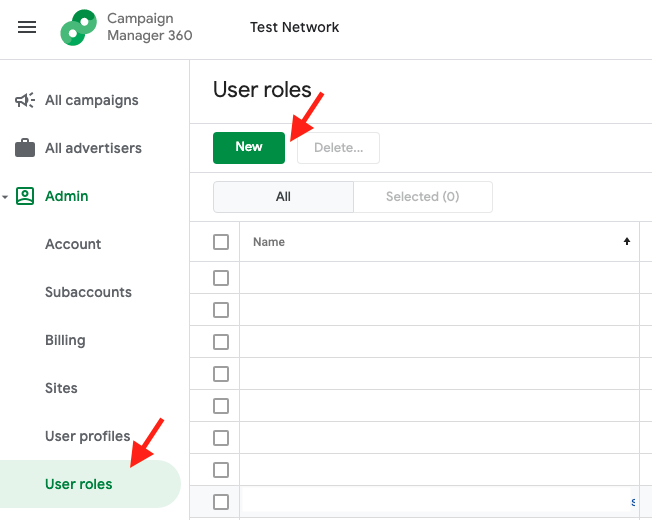 Campaign
Manager 360
Test Network
All campaigns
All advertisers
Admin
Account
Subaccounts
Billing
Sites
User profiles
User roles
User roles
New
Delete...
All
Selected (0)
Name
s